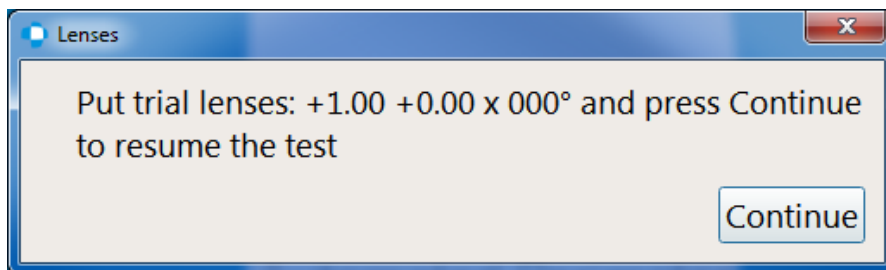 Lenses
Put trial lenses: +1.00 +0.00 x 000° and press Continue
to resume the test
Continue